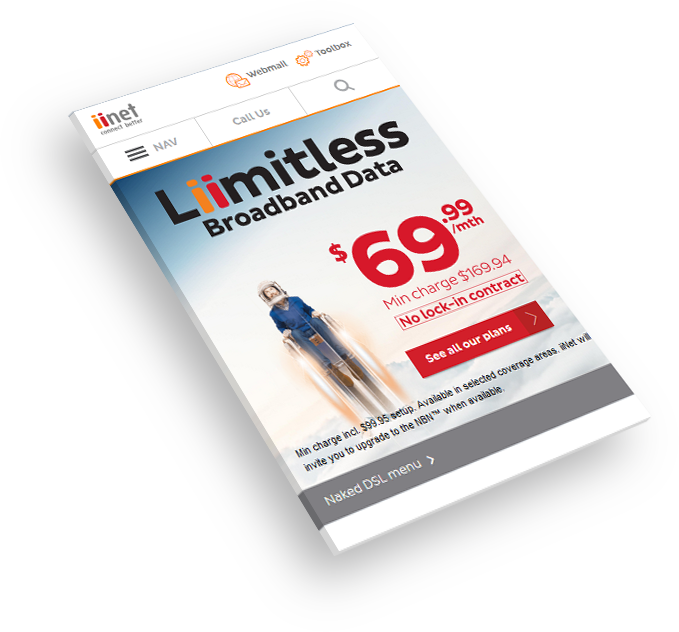 Webmail
Toolbox
iinet
connect better
NAV
Call Us
Liimitless
Broadband Data
$69.99/mth
Min charge $169.94
No lock-in contract
See all our plans
Min charge incl. $99.95 setup. Available in selected coverage areas. iiNet will
invite you to upgrade to the NBN™ when available.
Naked DSL menu